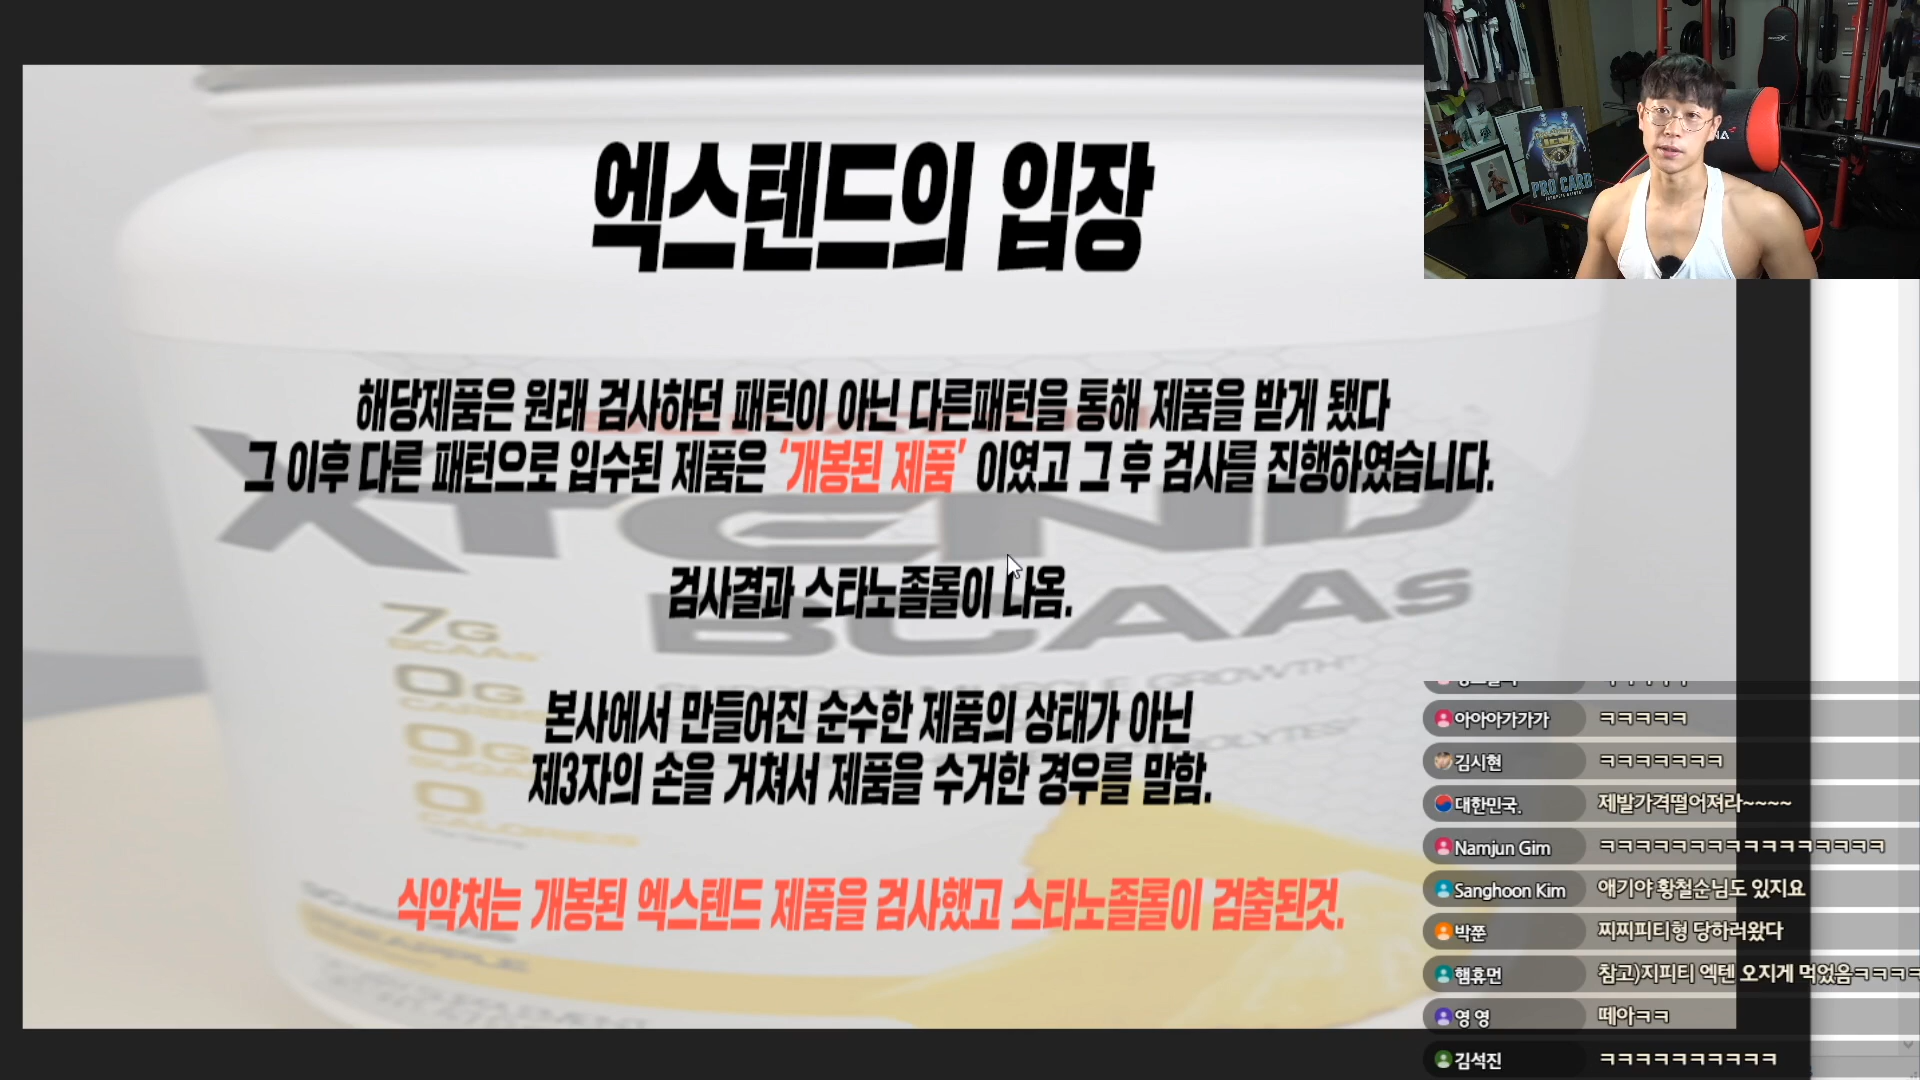 엑스텐드의 입장
해당제품은 원래 검사하던 패턴이 아닌 다른패턴을 통해 제품을 받게 됐다
그 이후 다른 패턴으로 입수된 제품은 '개봉된 제품' 이였고 그 후 검사를 진행하였습니다.
검사결과 스타노졸롤이 나옴.
본사에서 만들어진 순수한 제품의 상태가 아닌
제3자의 손을 거쳐서 제품을 수거한 경우를 말함.
식약처는 개봉된 엑스텐드 제품을 검사했고 스타노졸롤이 검출된것.
XTEND
BCAAs
7G
BCAAs
0G
0G
0
CALORIES
PRO CARB
아아아가가가 ㅋㅋㅋㅋㅋ
김시현 ㅋㅋㅋㅋㅋㅋㅋ
대한민국. 제발가격떨어져라~~~~
Namjun Gim ㅋㅋㅋㅋㅋㅋㅋㅋㅋㅋㅋㅋㅋㅋㅋㅋ
Sanghoon Kim 애기야 황철순님도 있지요
박쭌 찌찌피티형 당하러왔다
햄휴먼 참고)지피티 엑텐 오지게 먹었음ㅋㅋㅋㅋ
영 영 떼아ㅋㅋ
김석진 ㅋㅋㅋㅋㅋㅋㅋㅋㅋㅋ